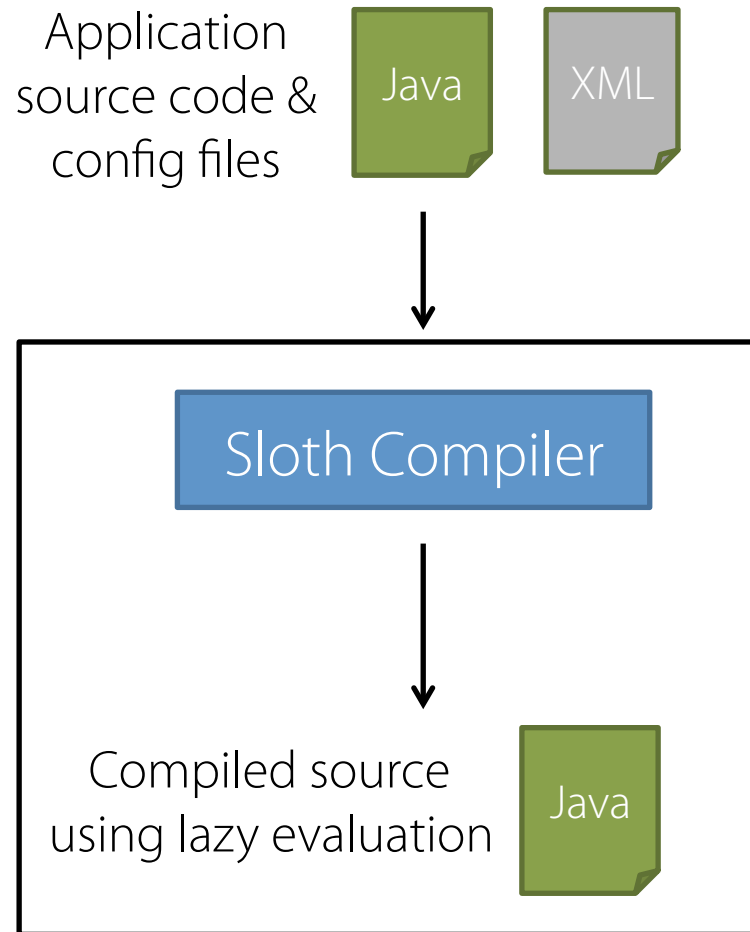 Application
source code &
config files
Java
XML
Sloth Compiler
Compiled source
using lazy evaluation
Java